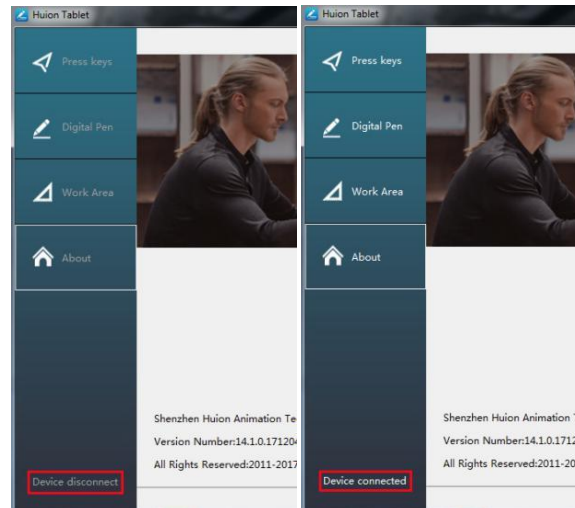 Huion Tablet
Press keys
Digital Pen
Work Area
About
Shenzhen Huion Animation Te
Version Number:14.1.0.171204
All Rights Reserved:2011-2017
Device disconnect
Huion Tablet
Press keys
Digital Pen
Work Area
About
Shenzhen Huion Animation
Version Number:14.1.0.1712
All Rights Reserved:2011-20
Device connected